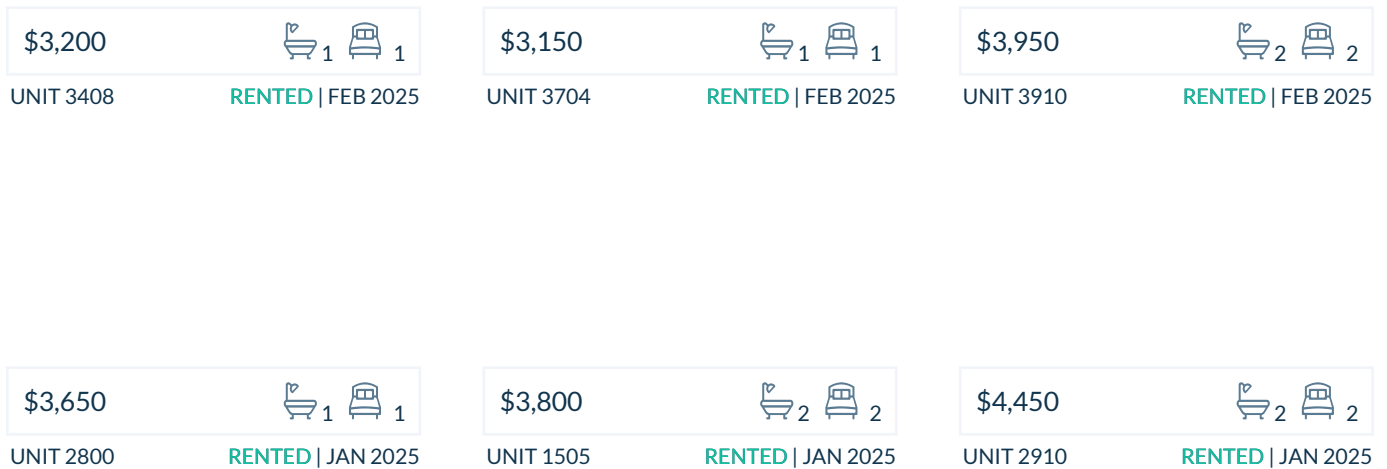 $3,200 1 1
UNIT 3408 RENTED | FEB 2025
$3,150 1 1
UNIT 3704 RENTED | FEB 2025
$3,950 2 2
UNIT 3910 RENTED | FEB 2025
$3,650 1 1
UNIT 2800 RENTED | JAN 2025
$3,800 2 2
UNIT 1505 RENTED | JAN 2025
$4,450 2 2
UNIT 2910 RENTED | JAN 2025